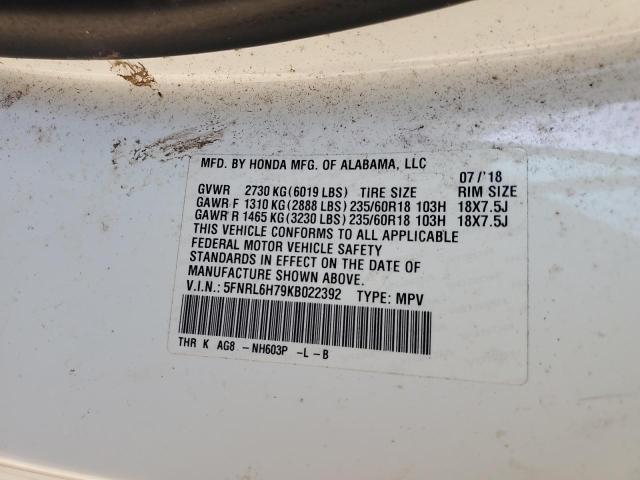 MFD. BY HONDA MFG. OF ALABAMA, LLC 07/'18
GVWR 2730 KG(6019 LBS) TIRE SIZE RIM SIZE
GAWR F 1310 KG(2888 LBS) 235/60R18 103H 18X7.5J
GAWR R 1465 KG(3230 LBS) 235/60R18 103H 18X7.5J
THIS VEHICLE CONFORMS TO ALL APPLICABLE
FEDERAL MOTOR VEHICLE SAFETY
STANDARDS IN EFFECT ON THE DATE OF
MANUFACTURE SHOWN ABOVE.
V.I.N.: 5FNRL6H79KB022392 TYPE: MPV
THR K AG8 - NH603P -L -B